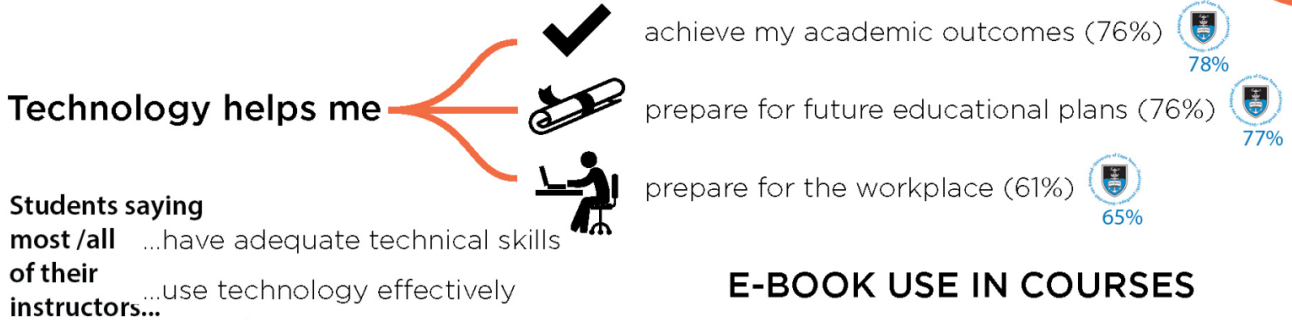 achieve my academic outcomes (76%)
78%
Technology helps me
prepare for future educational plans (76%)
77%
prepare for the workplace (61%)
65%
Students saying
most /all
of their
instructors...
...have adequate technical skills
...use technology effectively
E-BOOK USE IN COURSES